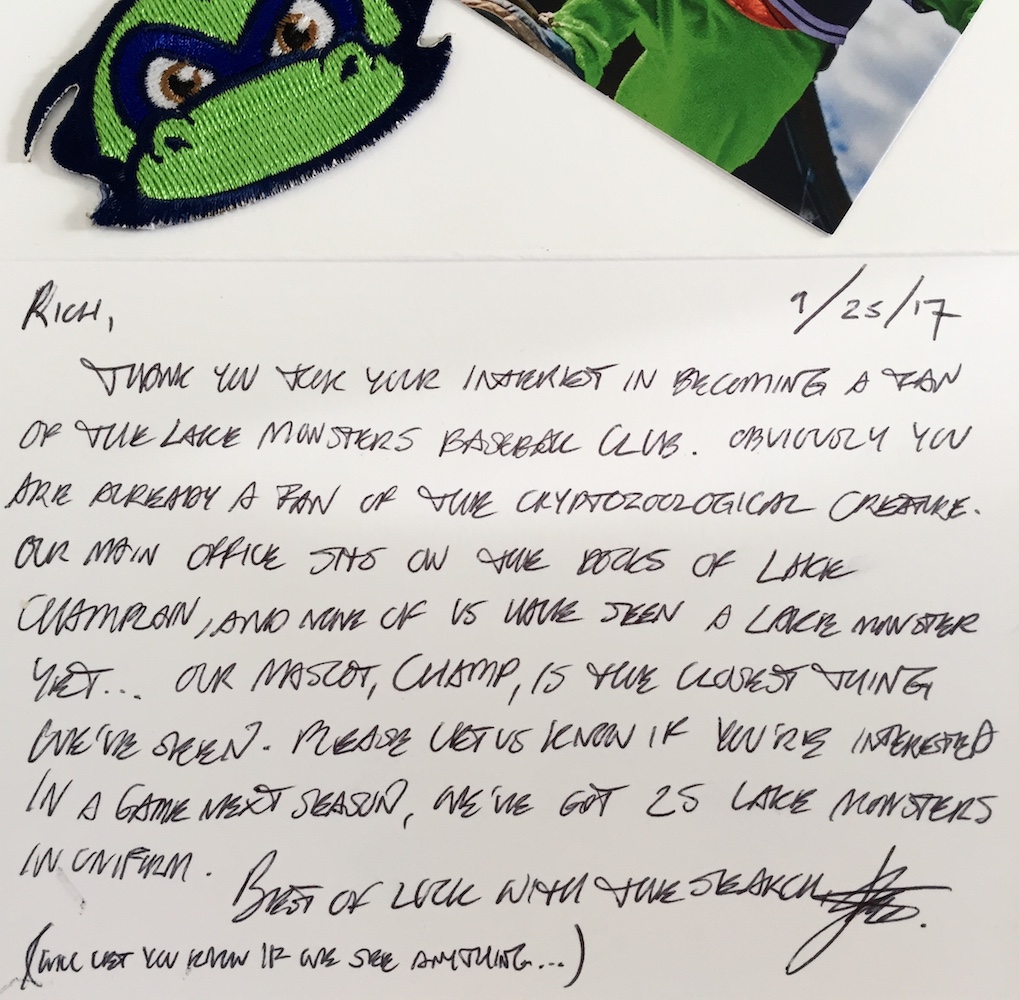 RICH, 9/25/17
THANK YOU FOR YOUR INTEREST IN BECOMING A FAN
OF THE LAKE MONSTERS BASEBALL CLUB. OBVIOUSLY YOU
ARE ALREADY A FAN OF THE CRYPTOZOOLOGICAL CREATURE.
OUR MAIN OFFICE SITS ON THE DOCKS OF LAKE
CHAMPLAIN, AND NONE OF US HAVE SEEN A LAKE MONSTER
YET... OUR MASCOT, CHAMP, IS THE CLOSEST THING
WE'VE SEEN. PLEASE LET US KNOW IF YOU'RE INTERESTED
IN A GAME NEXT SEASON, WE'VE GOT 25 LAKE MONSTERS
IN UNIFORM.
BEST OF LUCK WITH THE SEARCH
(WILL LET YOU KNOW IF WE SEE ANYTHING...)